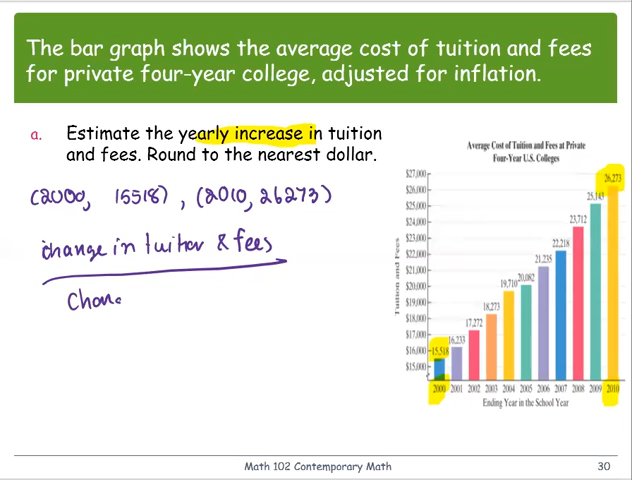 The bar graph shows the average cost of tuition and fees
for private four-year college, adjusted for inflation.
a. Estimate the yearly increase in tuition
and fees. Round to the nearest dollar.
(2000, 15518), (2010, 26273)
change in tuition & fees
Chan
Average Cost of Tuition and Fees at Private
Four-Year U.S. Colleges
Tuition and Fees
$27,000
$26,000
$25,000
$24,000
$23,000
$22,000
$21,000
$20,000
$19,000
$18,000
$17,000
$16,000
$15,000
15,518
16,233
17,272
18,273
19,710
20,082
21,235
22,218
23,712
25,143
26,273
2000 2001 2002 2003 2004 2005 2006 2007 2008 2009 2010
Ending Year in the School Year
Math 102 Contemporary Math
30